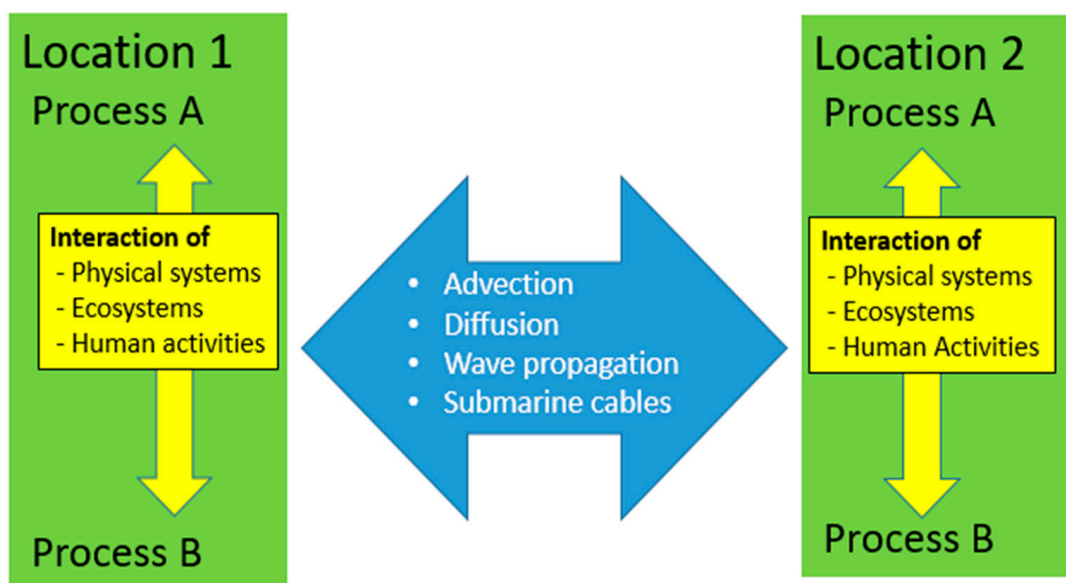 Location 1
Process A
Interaction of
- Physical systems
- Ecosystems
- Human activities
Process B
• Advection
• Diffusion
• Wave propagation
• Submarine cables
Location 2
Process A
Interaction of
- Physical systems
- Ecosystems
- Human Activities
Process B